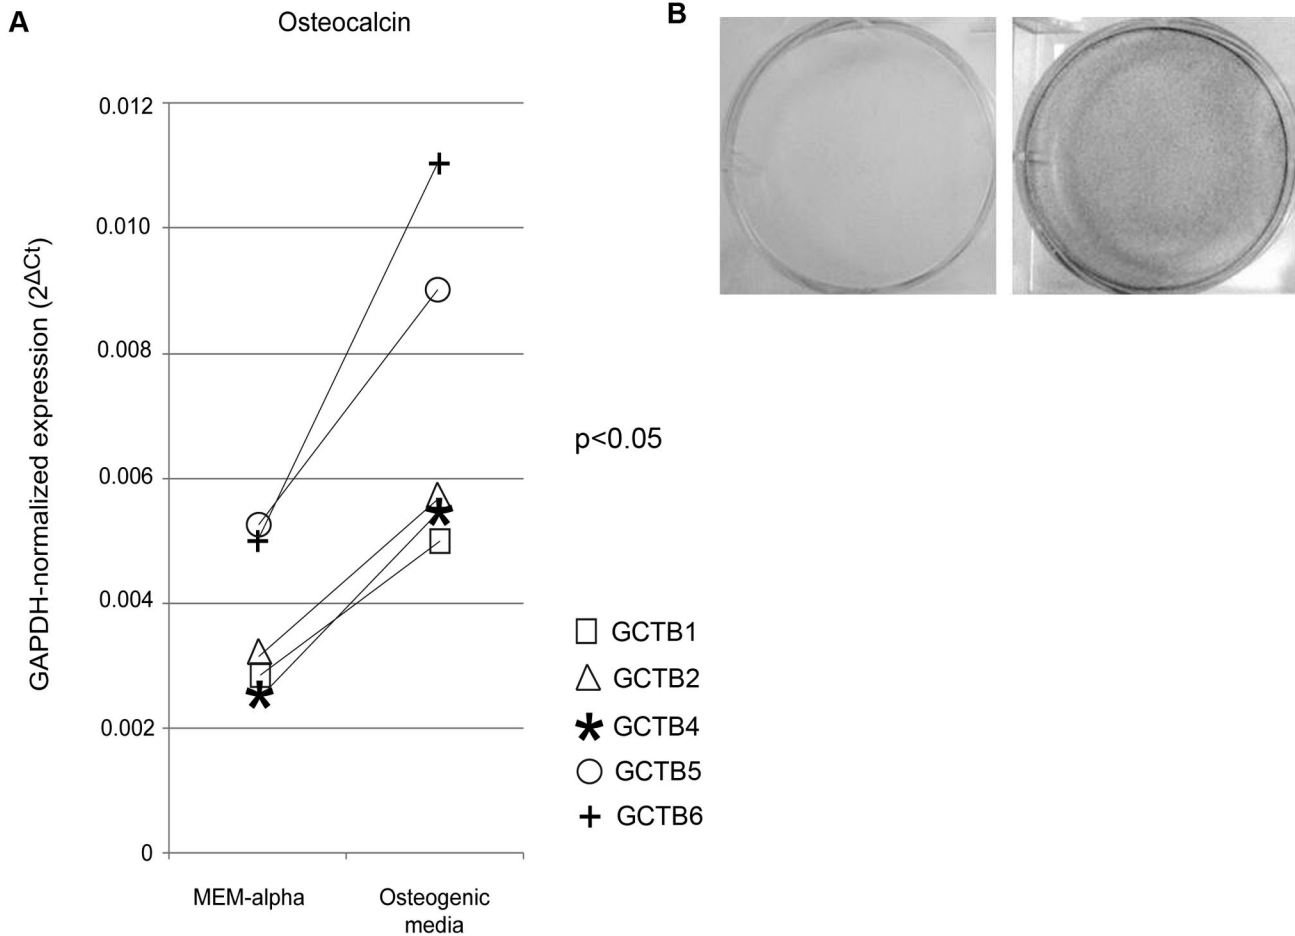 A
Osteocalcin
B
GAPDH-normalized expression (2^ΔCt)
0.012
0.010
0.008
0.006
0.004
0.002
0
MEM-alpha
Osteogenic
media
p<0.05
GCTB1
GCTB2
GCTB4
GCTB5
GCTB6